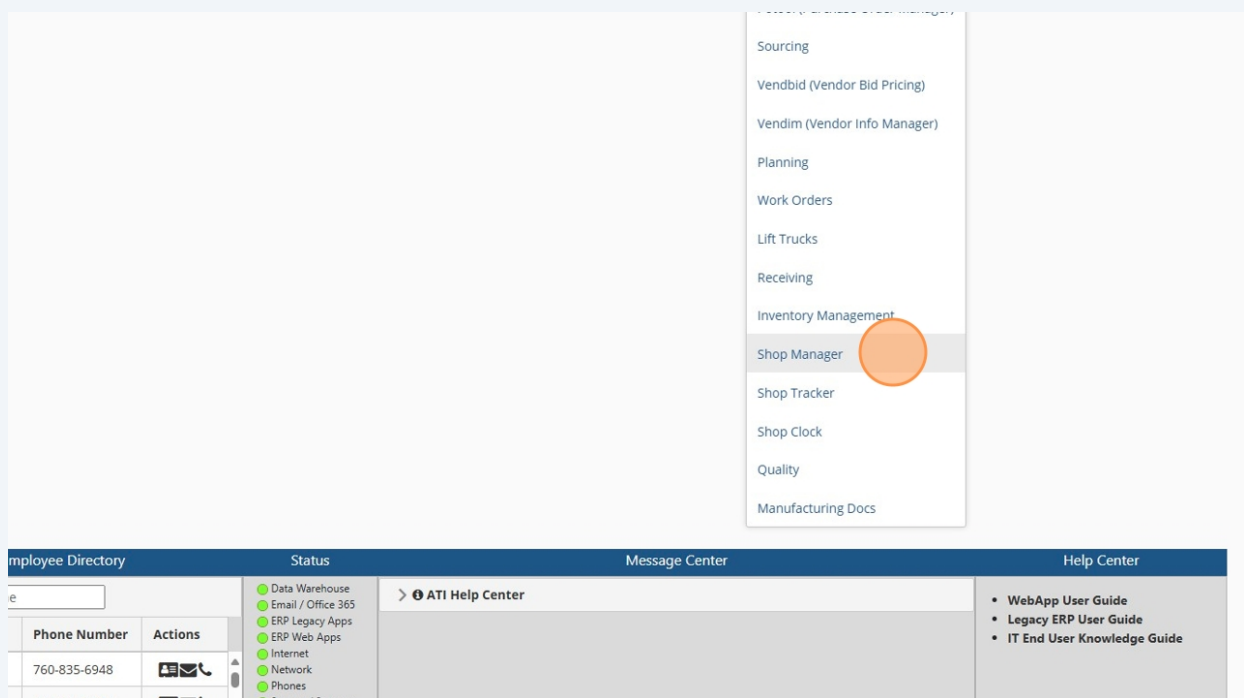 Sourcing
Vendbid (Vendor Bid Pricing)
Vendim (Vendor Info Manager)
Planning
Work Orders
Lift Trucks
Receiving
Inventory Management
Shop Manager
Shop Tracker
Shop Clock
Quality
Manufacturing Docs
mployee Directory
Status
Message Center
Help Center
Data Warehouse
Email / Office 365
ERP Legacy Apps
ERP Web Apps
Internet
Network
Phones
ATI Help Center
• WebApp User Guide
• Legacy ERP User Guide
• IT End User Knowledge Guide
Phone Number
Actions
760-835-6948